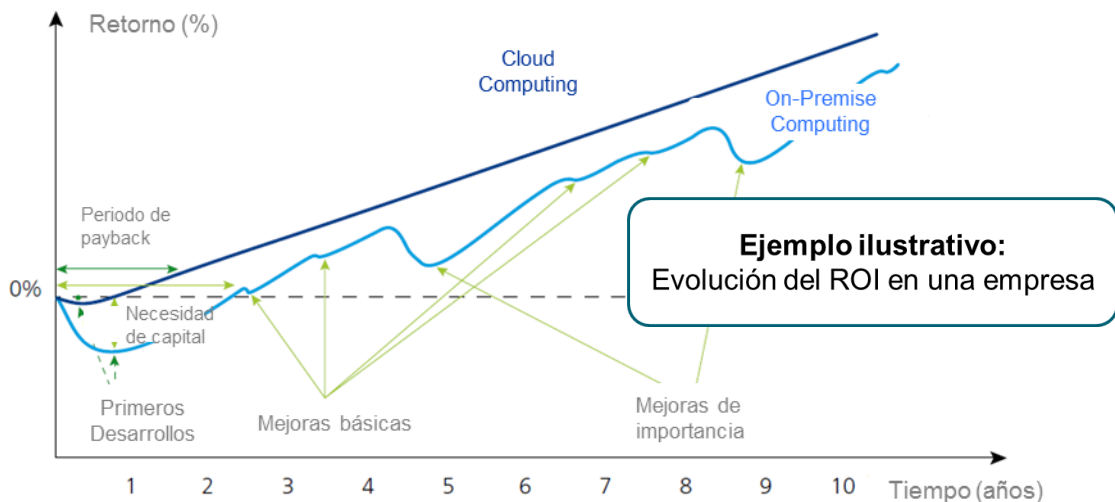 Retorno (%)
Cloud
Computing
On-Premise
Computing
Periodo de
payback
Ejemplo ilustrativo:
Evolución del ROI en una empresa
0%
Necesidad
de capital
Primeros
Desarrollos
Mejoras básicas
Mejoras de
importancia
1 2 3 4 5 6 7 8 9 10 Tiempo (años)